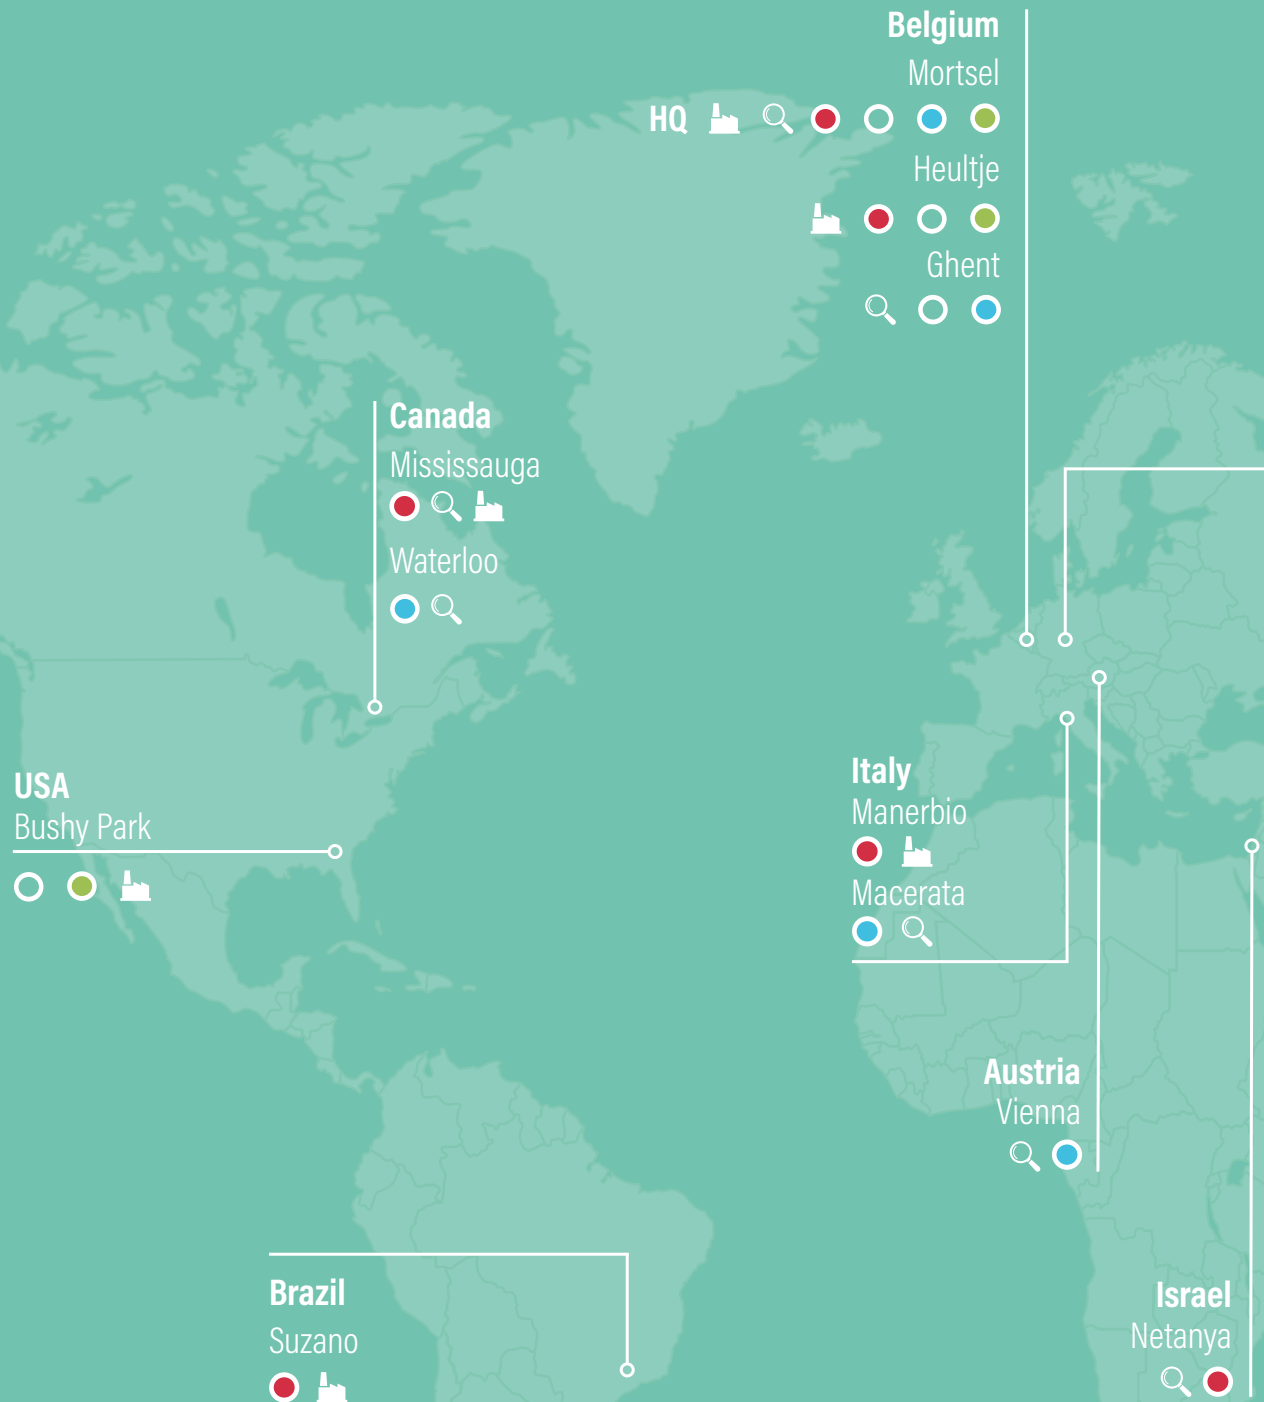 Belgium
Mortsel
HQ
Heultje
Ghent
Canada
Mississauga
Waterloo
USA
Bushy Park
Italy
Manerbio
Macerata
Austria
Vienna
Brazil
Suzano
Israel
Netanya